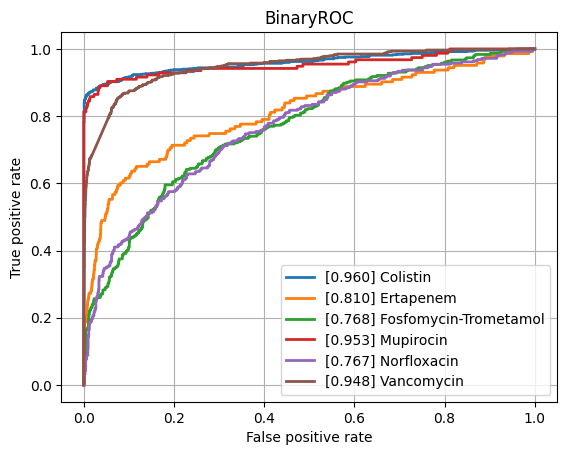 BinaryROC
True positive rate
1.0
0.8
0.6
0.4
0.2
0.0
[0.960] Colistin
[0.810] Ertapenem
[0.768] Fosfomycin-Trometamol
[0.953] Mupirocin
[0.767] Norfloxacin
[0.948] Vancomycin
0.0 0.2 0.4 0.6 0.8 1.0
False positive rate